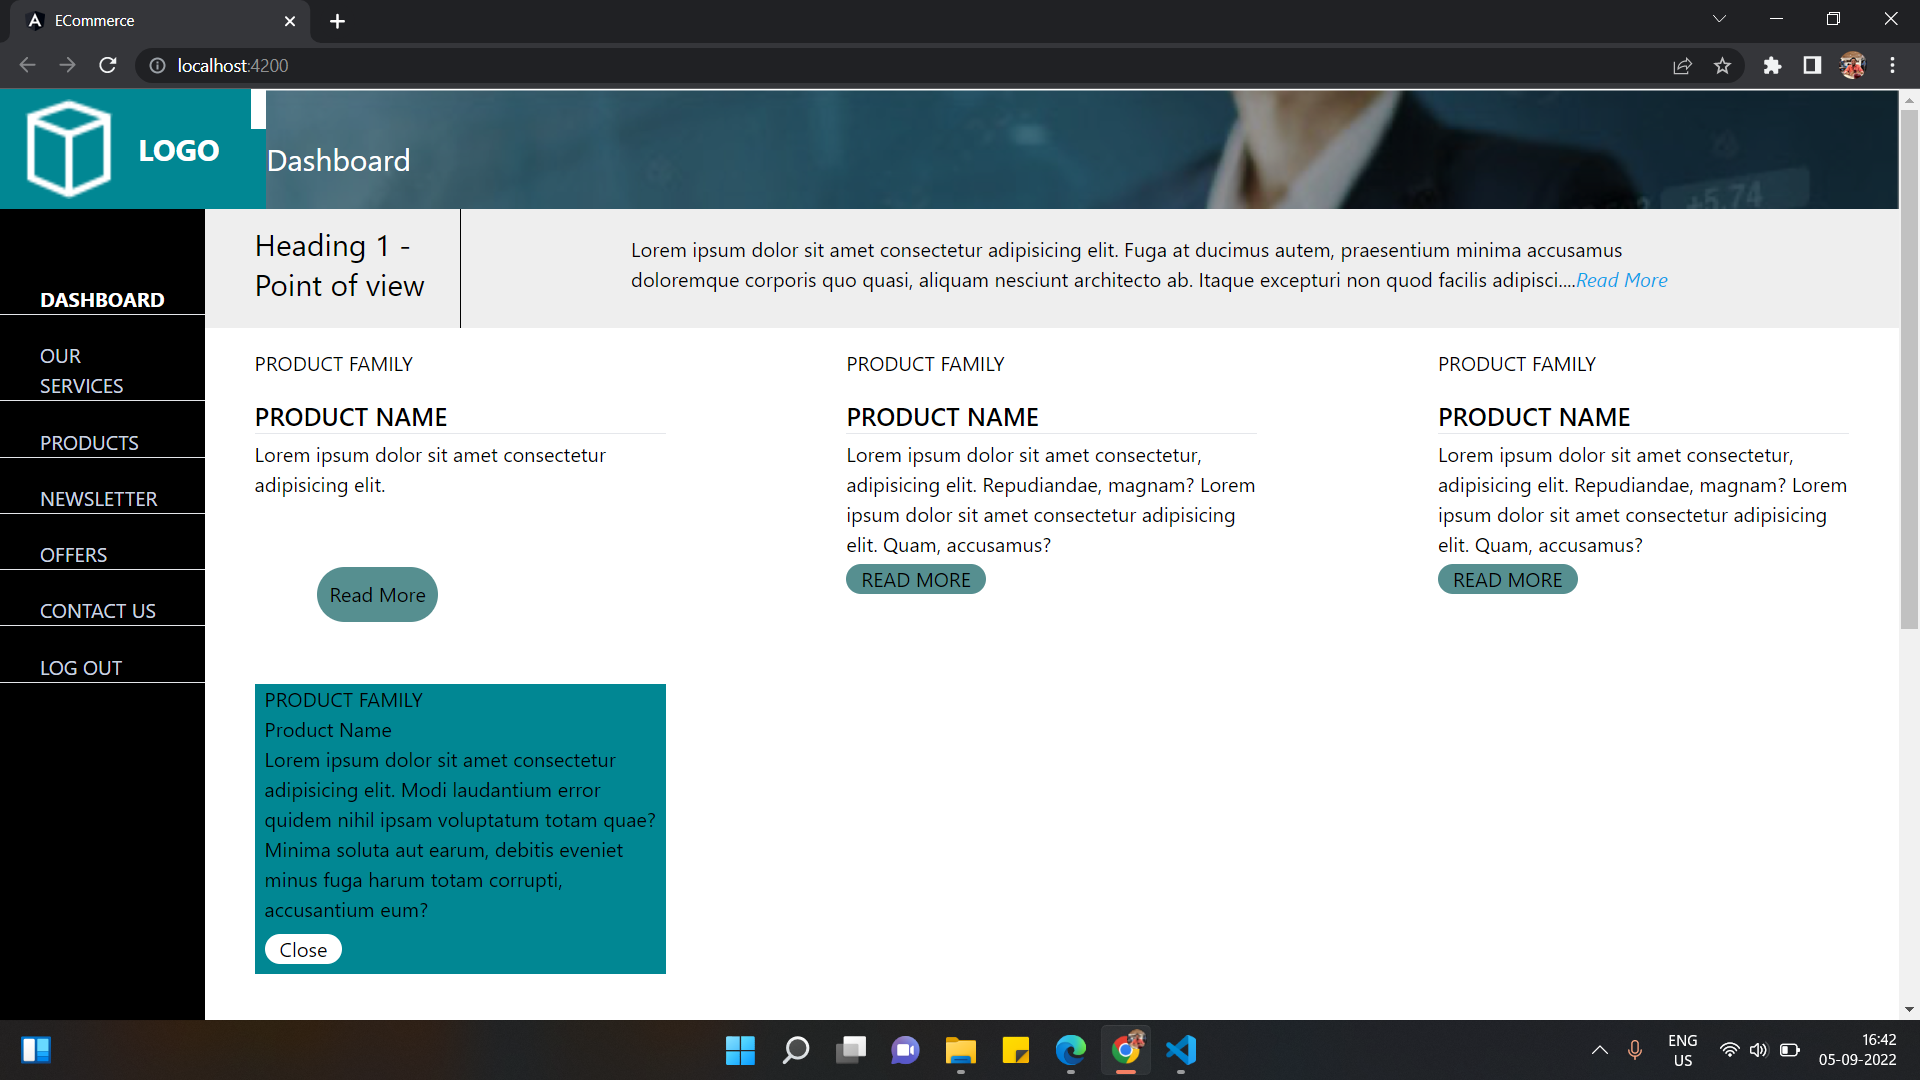 ECommerce
localhost:4200
LOGO
Dashboard
+5.74
Heading 1 -
Point of view
Lorem ipsum dolor sit amet consectetur adipisicing elit. Fuga at ducimus autem, praesentium minima accusamus
doloremque corporis quo quasi, aliquam nesciunt architecto ab. Itaque excepturi non quod facilis adipisci....Read More
DASHBOARD
OUR
SERVICES
PRODUCTS
NEWSLETTER
OFFERS
CONTACT US
LOG OUT
PRODUCT FAMILY
PRODUCT NAME
Lorem ipsum dolor sit amet consectetur
adipisicing elit.
Read More
PRODUCT FAMILY
PRODUCT NAME
Lorem ipsum dolor sit amet consectetur,
adipisicing elit. Repudiandae, magnam? Lorem
ipsum dolor sit amet consectetur adipisicing
elit. Quam, accusamus?
READ MORE
PRODUCT FAMILY
PRODUCT NAME
Lorem ipsum dolor sit amet consectetur,
adipisicing elit. Repudiandae, magnam? Lorem
ipsum dolor sit amet consectetur adipisicing
elit. Quam, accusamus?
READ MORE
PRODUCT FAMILY
Product Name
Lorem ipsum dolor sit amet consectetur
adipisicing elit. Modi laudantium error
quidem nihil ipsam voluptatum totam quae?
Minima soluta aut earum, debitis eveniet
minus fuga harum totam corrupti,
accusantium eum?
Close
ENG
US
16:42
05-09-2022